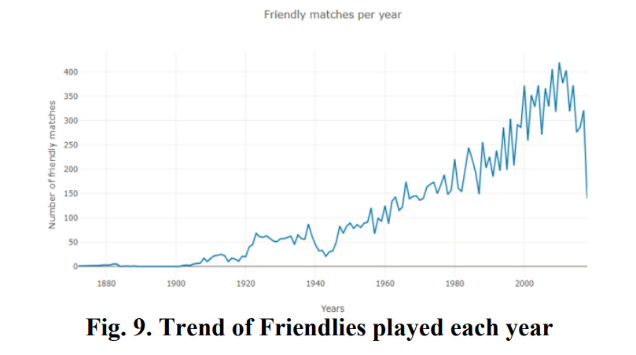 Friendly matches per year
Number of friendly matches
400
350
300
250
200
150
100
50
0
1880 1900 1920 1940 1960 1980 2000
Years
Fig. 9. Trend of Friendlies played each year